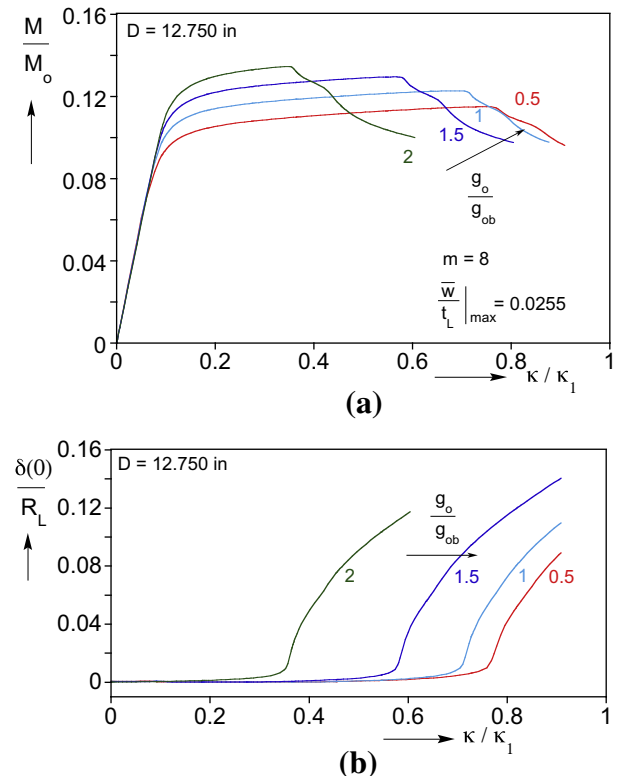 M
M_o
0.16
0.12
0.08
0.04
0
D = 12.750 in
0.5
1
1.5
2
g_o
g_ob
m = 8
w̅
t_L |max = 0.0255
0 0.2 0.4 0.6 0.8 1
κ / κ_1
(a)
δ(0)
R_L
0.16
0.12
0.08
0.04
0
D = 12.750 in
g_o
g_ob
2
1.5
1
0.5
0 0.2 0.4 0.6 0.8 1
κ / κ_1
(b)